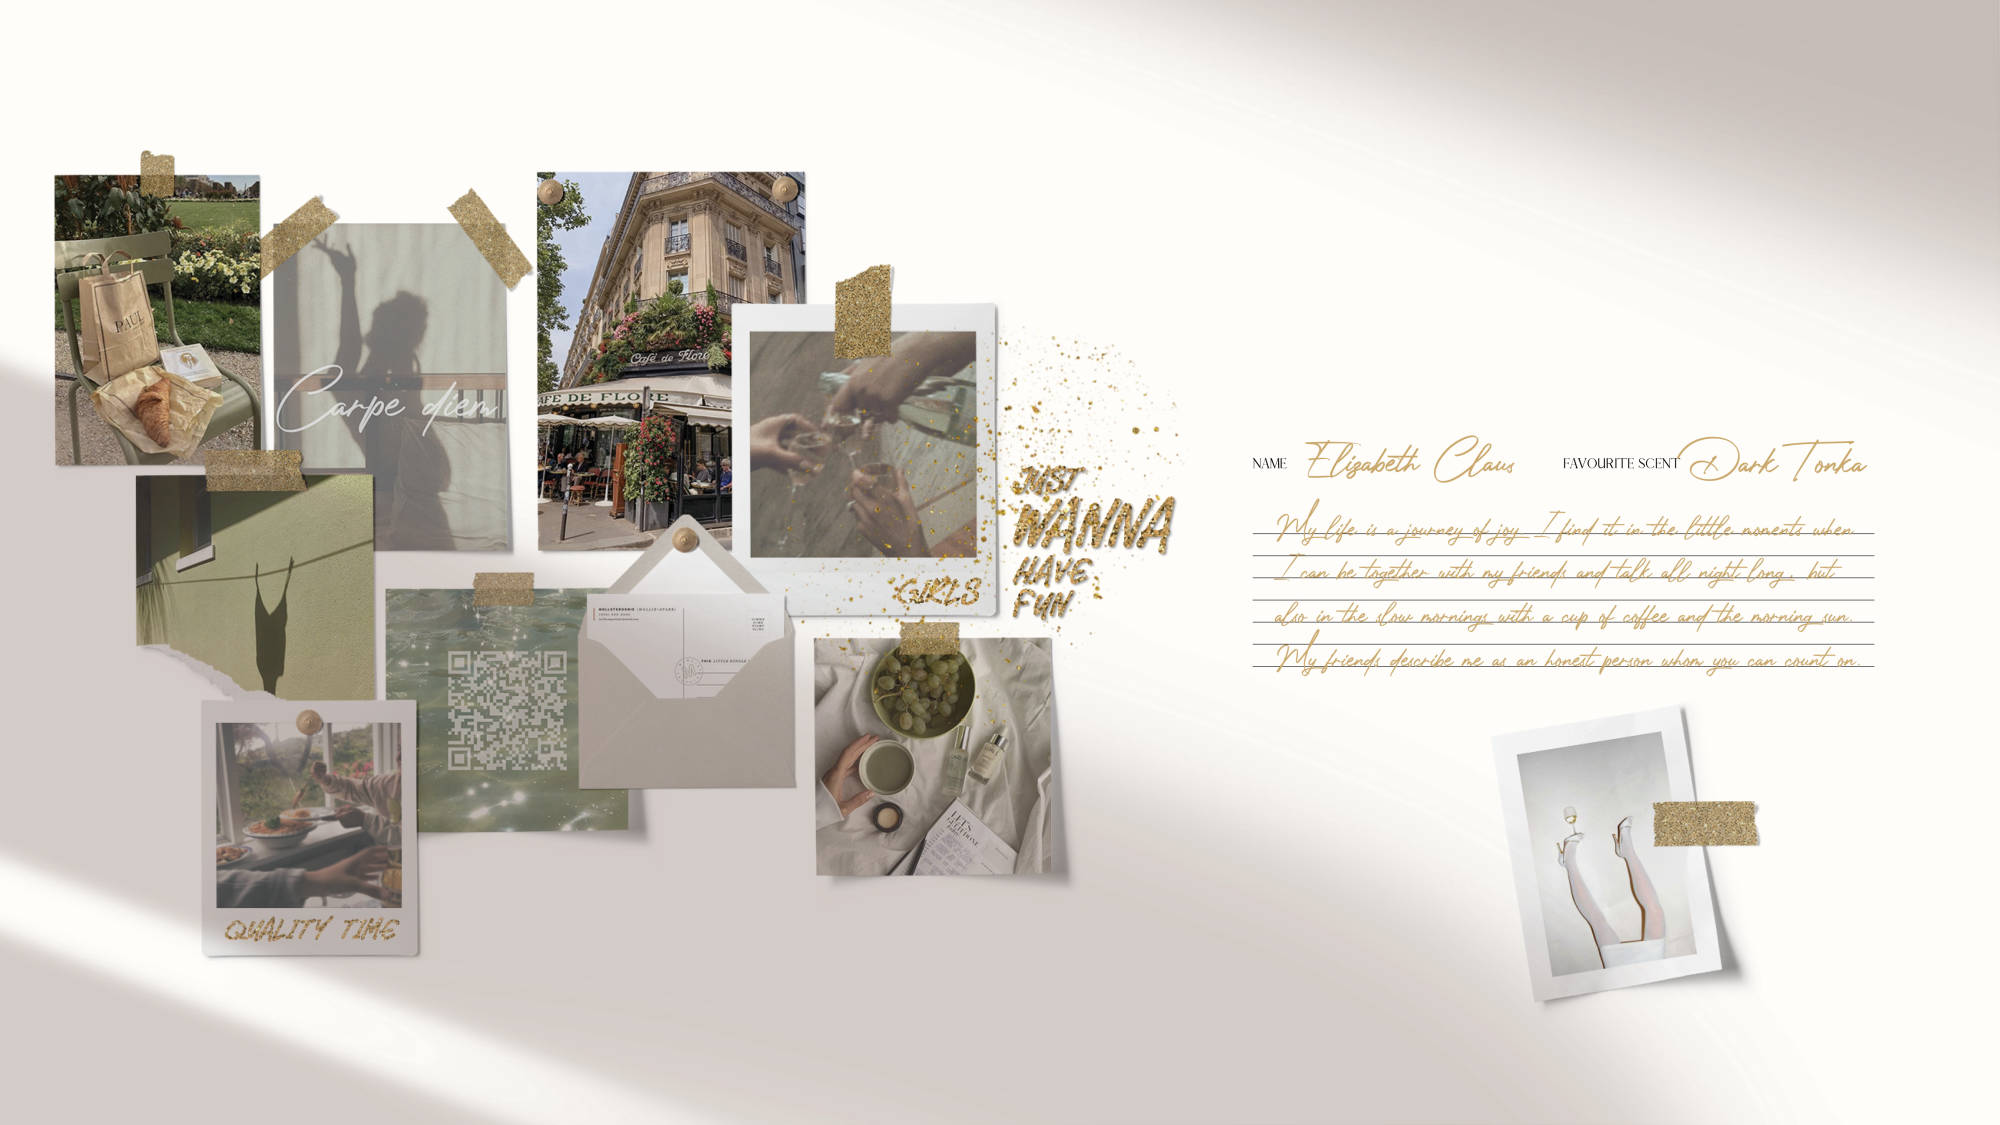 PAUL
Carpe diem
Café de Flore
CAFE DE FLORE
GIRLS
JUST
WANNA
HAVE
FUN
THIS LITTLE
LET'S
QUALITY TIME
NAME Elizabeth Claus FAVOURITE SCENT Dark Tonka
My life is a journey of joy. I find it in the little moments when
I can be together with my friends and talk all night long, but
also in the slow mornings with a cup of coffee and the morning sun.
My friends describe me as an honest person whom you can count on.